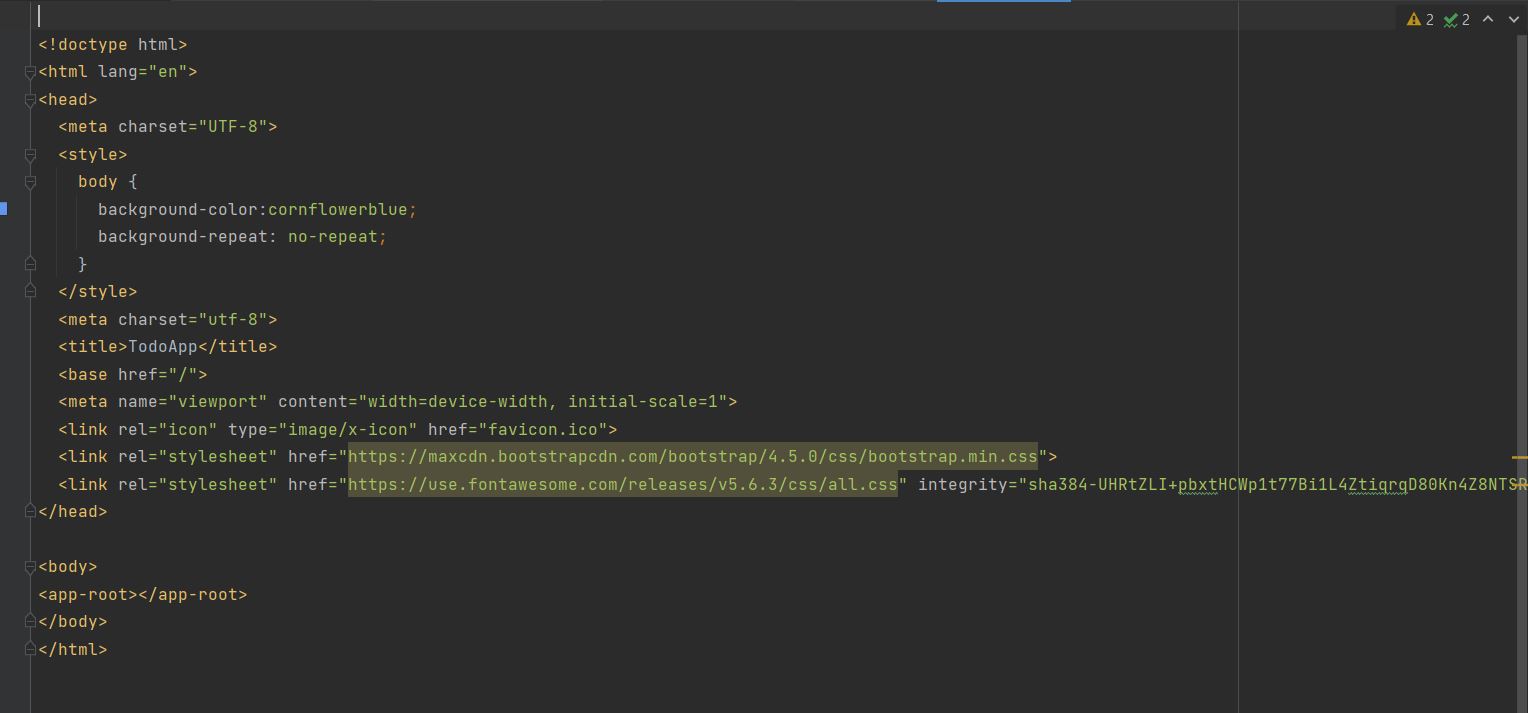 2 2
<!doctype html>
<html lang="en">
<head>
  <meta charset="UTF-8">
  <style>
    body {
      background-color:cornflowerblue;
      background-repeat: no-repeat;
    }
  </style>
  <meta charset="utf-8">
  <title>TodoApp</title>
  <base href="/">
  <meta name="viewport" content="width=device-width, initial-scale=1">
  <link rel="icon" type="image/x-icon" href="favicon.ico">
  <link rel="stylesheet" href="https://maxcdn.bootstrapcdn.com/bootstrap/4.5.0/css/bootstrap.min.css">
  <link rel="stylesheet" href="https://use.fontawesome.com/releases/v5.6.3/css/all.css" integrity="sha384-UHRtZLI+pbxtHCWp1t77Bi1L4ZtiqrqD80Kn4Z8NTSR
</head>
<body>
<app-root></app-root>
</body>
</html>